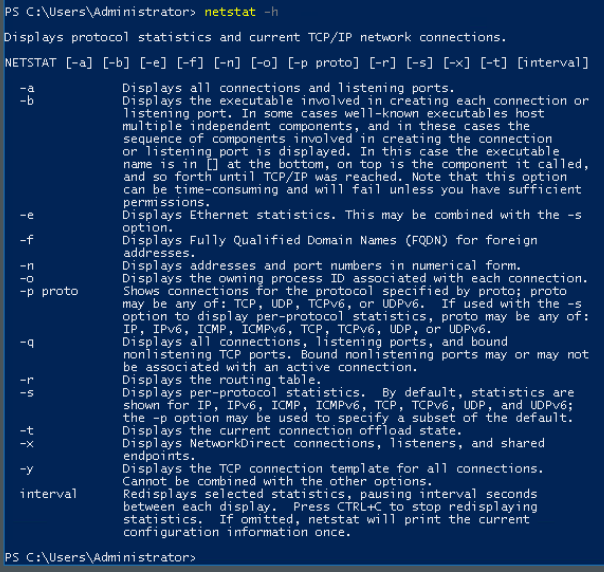 PS C:\Users\Administrator> netstat -h
Displays protocol statistics and current TCP/IP network connections.
NETSTAT [-a] [-b] [-e] [-f] [-n] [-o] [-p proto] [-r] [-s] [-x] [-t] [interval]
-a Displays all connections and listening ports.
-b Displays the executable involved in creating each connection or
listening port. In some cases well-known executables host
multiple independent components, and in these cases the
sequence of components involved in creating the connection
or listening port is displayed. In this case the executable
name is in [] at the bottom, on top is the component it called,
and so forth until TCP/IP was reached. Note that this option
can be time-consuming and will fail unless you have sufficient
permissions.
-e Displays Ethernet statistics. This may be combined with the -s
option.
-f Displays Fully Qualified Domain Names (FQDN) for foreign
addresses.
-n Displays addresses and port numbers in numerical form.
-o Displays the owning process ID associated with each connection.
-p proto Shows connections for the protocol specified by proto; proto
may be any of: TCP, UDP, TCPv6, or UDPv6.  If used with the -s
option to display per-protocol statistics, proto may be any of:
IP, IPv6, ICMP, ICMPv6, TCP, TCPv6, UDP, or UDPv6.
-q Displays all connections, listening ports, and bound
nonlistening TCP ports. Bound nonlistening ports may or may not
be associated with an active connection.
-r Displays the routing table.
-s Displays per-protocol statistics.  By default, statistics are
shown for IP, IPv6, ICMP, ICMPv6, TCP, TCPv6, UDP, and UDPv6;
the -p option may be used to specify a subset of the default.
-t Displays the current connection offload state.
-x Displays NetworkDirect connections, listeners, and shared
endpoints.
-y Displays the TCP connection template for all connections.
Cannot be combined with the other options.
interval Redisplays selected statistics, pausing interval seconds
between each display.  Press CTRL+C to stop redisplaying
statistics.  If omitted, netstat will print the current
configuration information once.
PS C:\Users\Administrator>